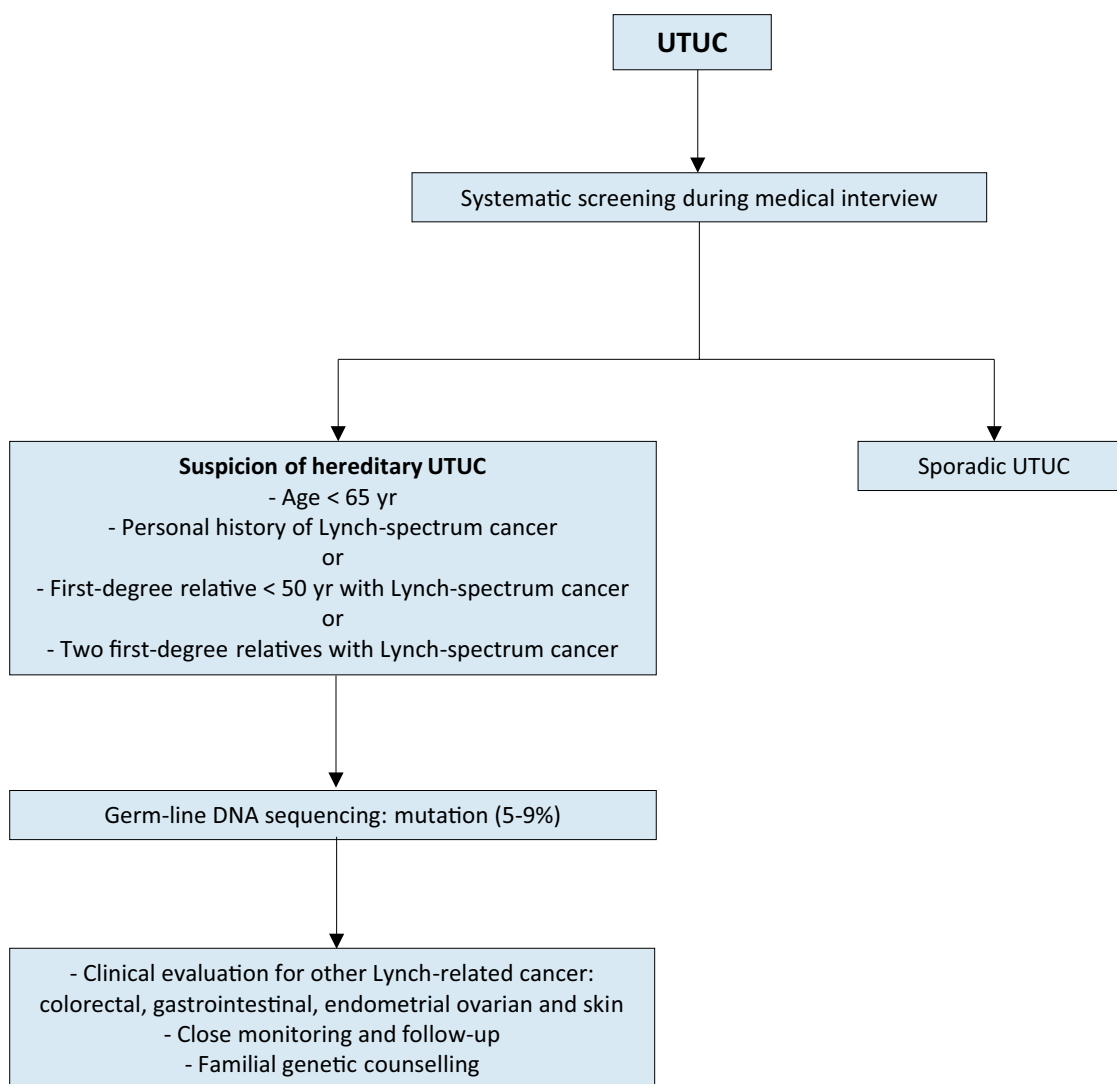 UTUC
Systematic screening during medical interview
Suspicion of hereditary UTUC
- Age < 65 yr
- Personal history of Lynch-spectrum cancer
or
- First-degree relative < 50 yr with Lynch-spectrum cancer
or
- Two first-degree relatives with Lynch-spectrum cancer
Sporadic UTUC
Germ-line DNA sequencing: mutation (5-9%)
- Clinical evaluation for other Lynch-related cancer:
colorectal, gastrointestinal, endometrial ovarian and skin
- Close monitoring and follow-up
- Familial genetic counselling